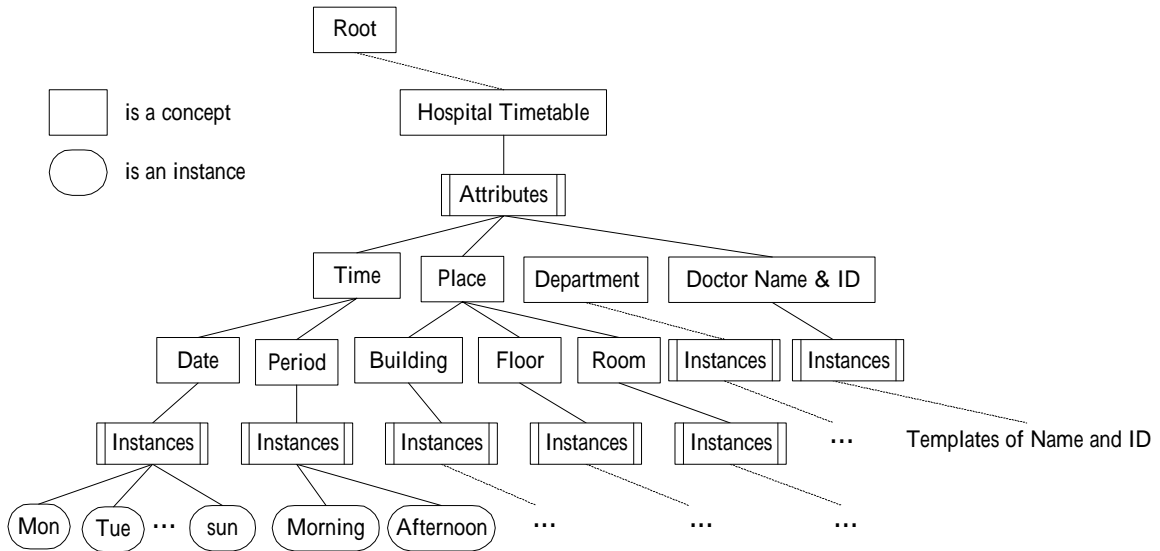 Root
is a concept
Hospital Timetable
is an instance
Attributes
Time
Place
Department
Doctor Name & ID
Date
Period
Building
Floor
Room
Instances
Instances
Instances
Instances
Instances
Instances
Instances
...
Templates of Name and ID
Mon
Tue
...
sun
Morning
Afternoon
...
...
...